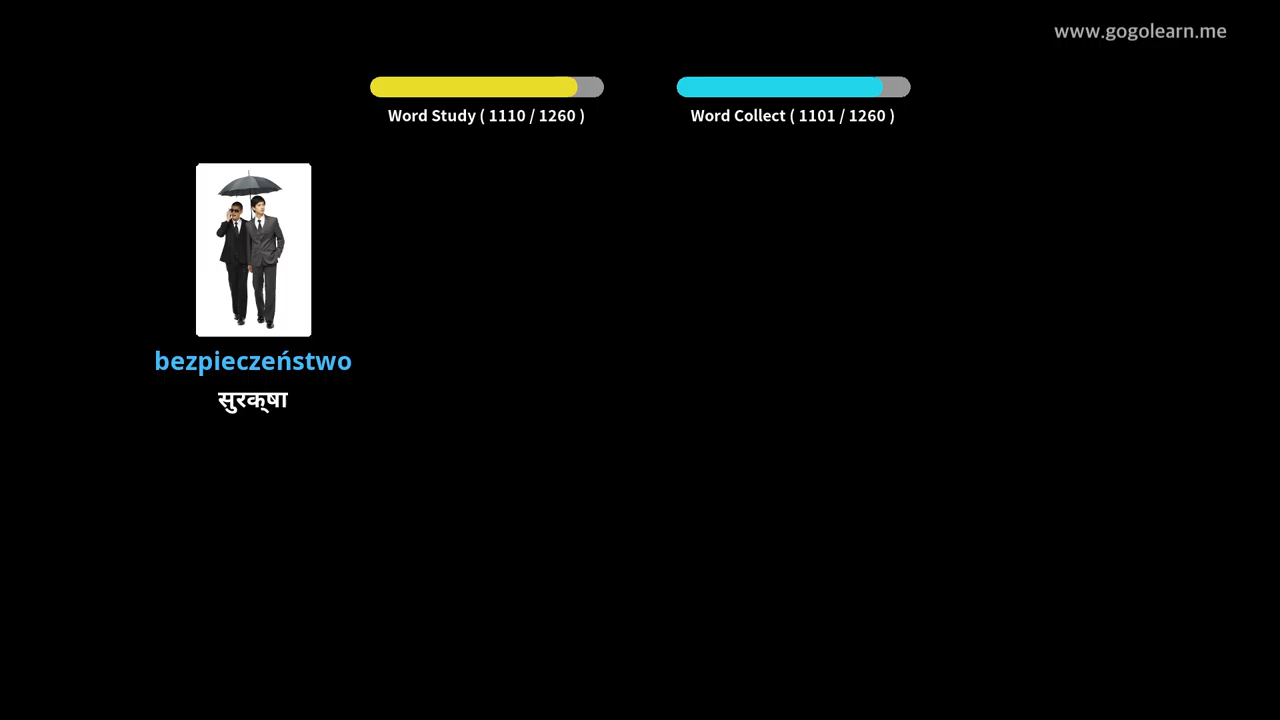 www.gogolearn.me
Word Study ( 1110 / 1260 )
Word Collect ( 1101 / 1260 )
bezpieczeństwo
सुरक्षा